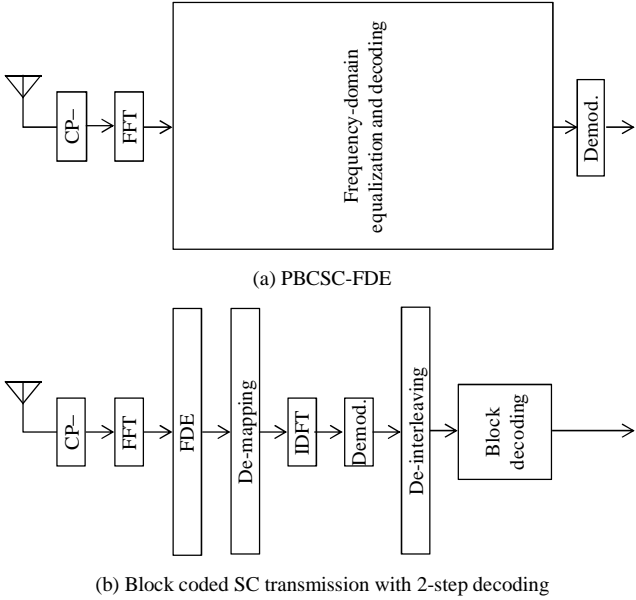 CP–
FFT
Frequency-domain
equalization and decoding
Demod.
(a) PBCSC-FDE
CP–
FFT
FDE
De-mapping
IDFT
Demod.
De-interleaving
Block
decoding
(b) Block coded SC transmission with 2-step decoding